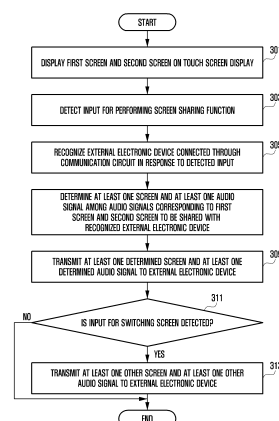 START
DISPLAY FIRST SCREEN AND SECOND SCREEN ON TOUCH SCREEN DISPLAY
DETECT INPUT FOR PERFORMING SCREEN SHARING FUNCTION
RECOGNIZE EXTERNAL ELECTRONIC DEVICE CONNECTED THROUGH
COMMUNICATION CIRCUIT IN RESPONSE TO DETECTED INPUT
DETERMINE AT LEAST ONE SCREEN AND AT LEAST ONE AUDIO
SIGNAL AMONG AUDIO SIGNALS CORRESPONDING TO FIRST
SCREEN AND SECOND SCREEN TO BE SHARED WITH
RECOGNIZED EXTERNAL ELECTRONIC DEVICE
TRANSMIT AT LEAST ONE DETERMINED SCREEN AND AT LEAST ONE
DETERMINED AUDIO SIGNAL TO EXTERNAL ELECTRONIC DEVICE
311
IS INPUT FOR SWITCHING SCREEN DETECTED?
NO
YES
TRANSMIT AT LEAST ONE OTHER SCREEN AND AT LEAST ONE OTHER
AUDIO SIGNAL TO EXTERNAL ELECTRONIC DEVICE
END